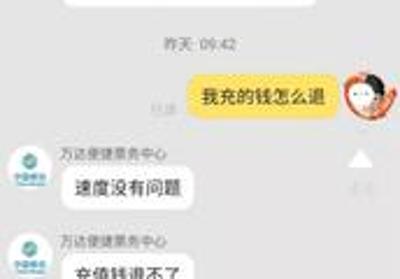 昨天 09:42
我充的钱怎么退
已读
万达便捷票务中心
速度没有问题
万达便捷票务中心
充值钱退不了